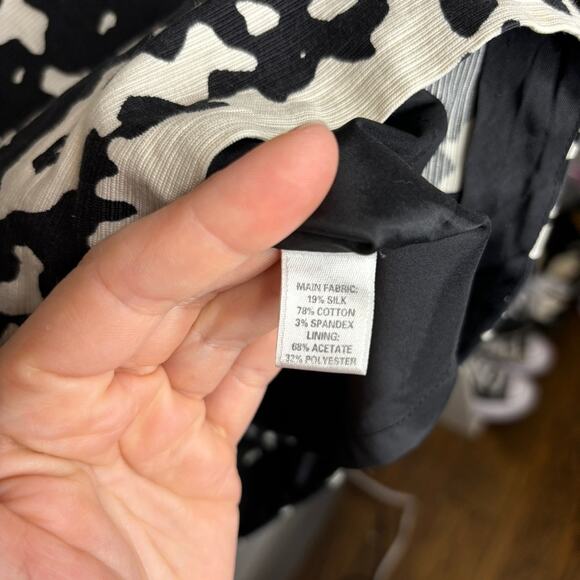 MAIN FABRIC:
19% SILK
78% COTTON
3% SPANDEX
LINING:
68% ACETATE
32% POLYESTER